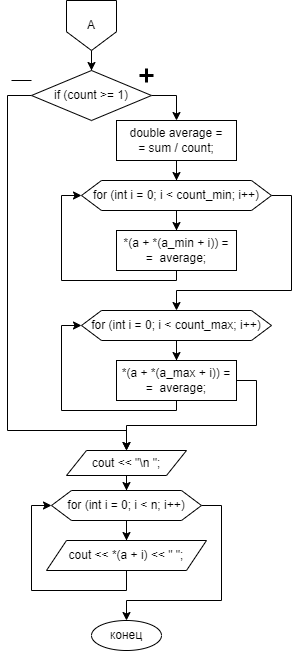 A
— +
if (count >= 1)
double average =
= sum / count;
for (int i = 0; i < count_min; i++)
*(a + *(a_min + i)) =
= average;
for (int i = 0; i < count_max; i++)
*(a + *(a_max + i)) =
= average;
cout << "\n ";
for (int i = 0; i < n; i++)
cout << *(a + i) << " ";
конец